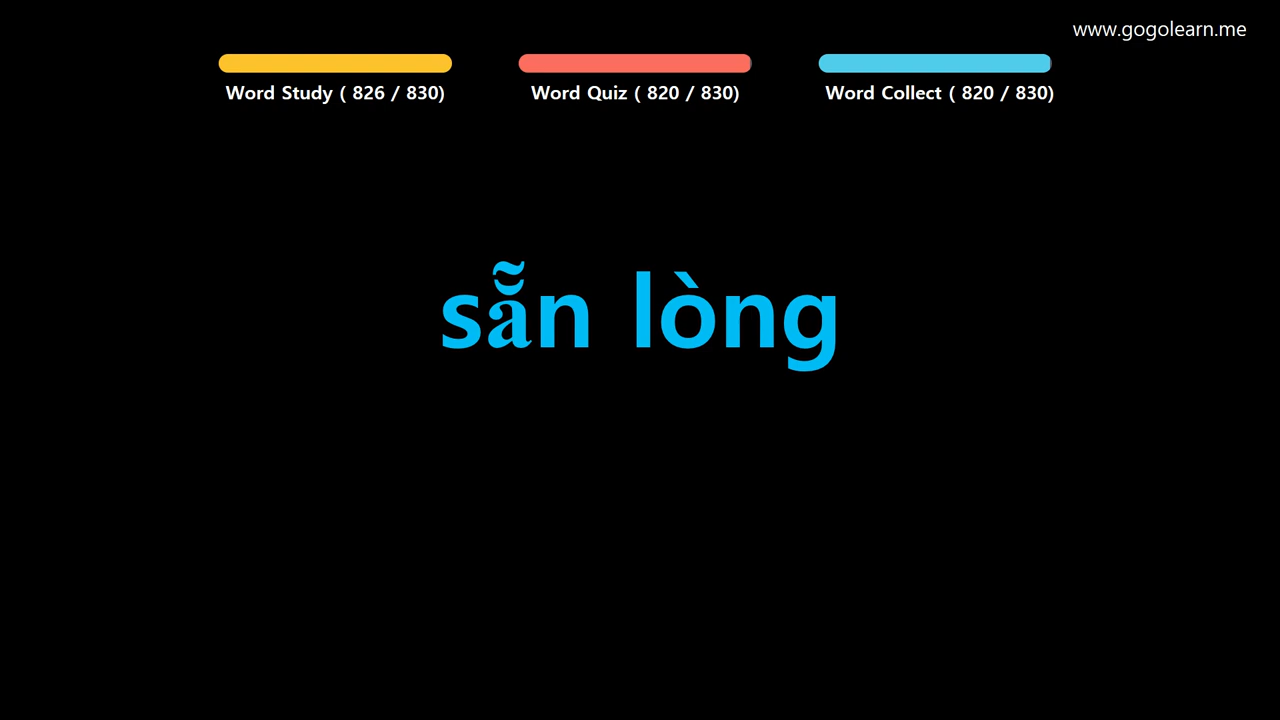 www.gogolearn.me
Word Study ( 826 / 830)
Word Quiz ( 820 / 830)
Word Collect ( 820 / 830)
sẵn lòng